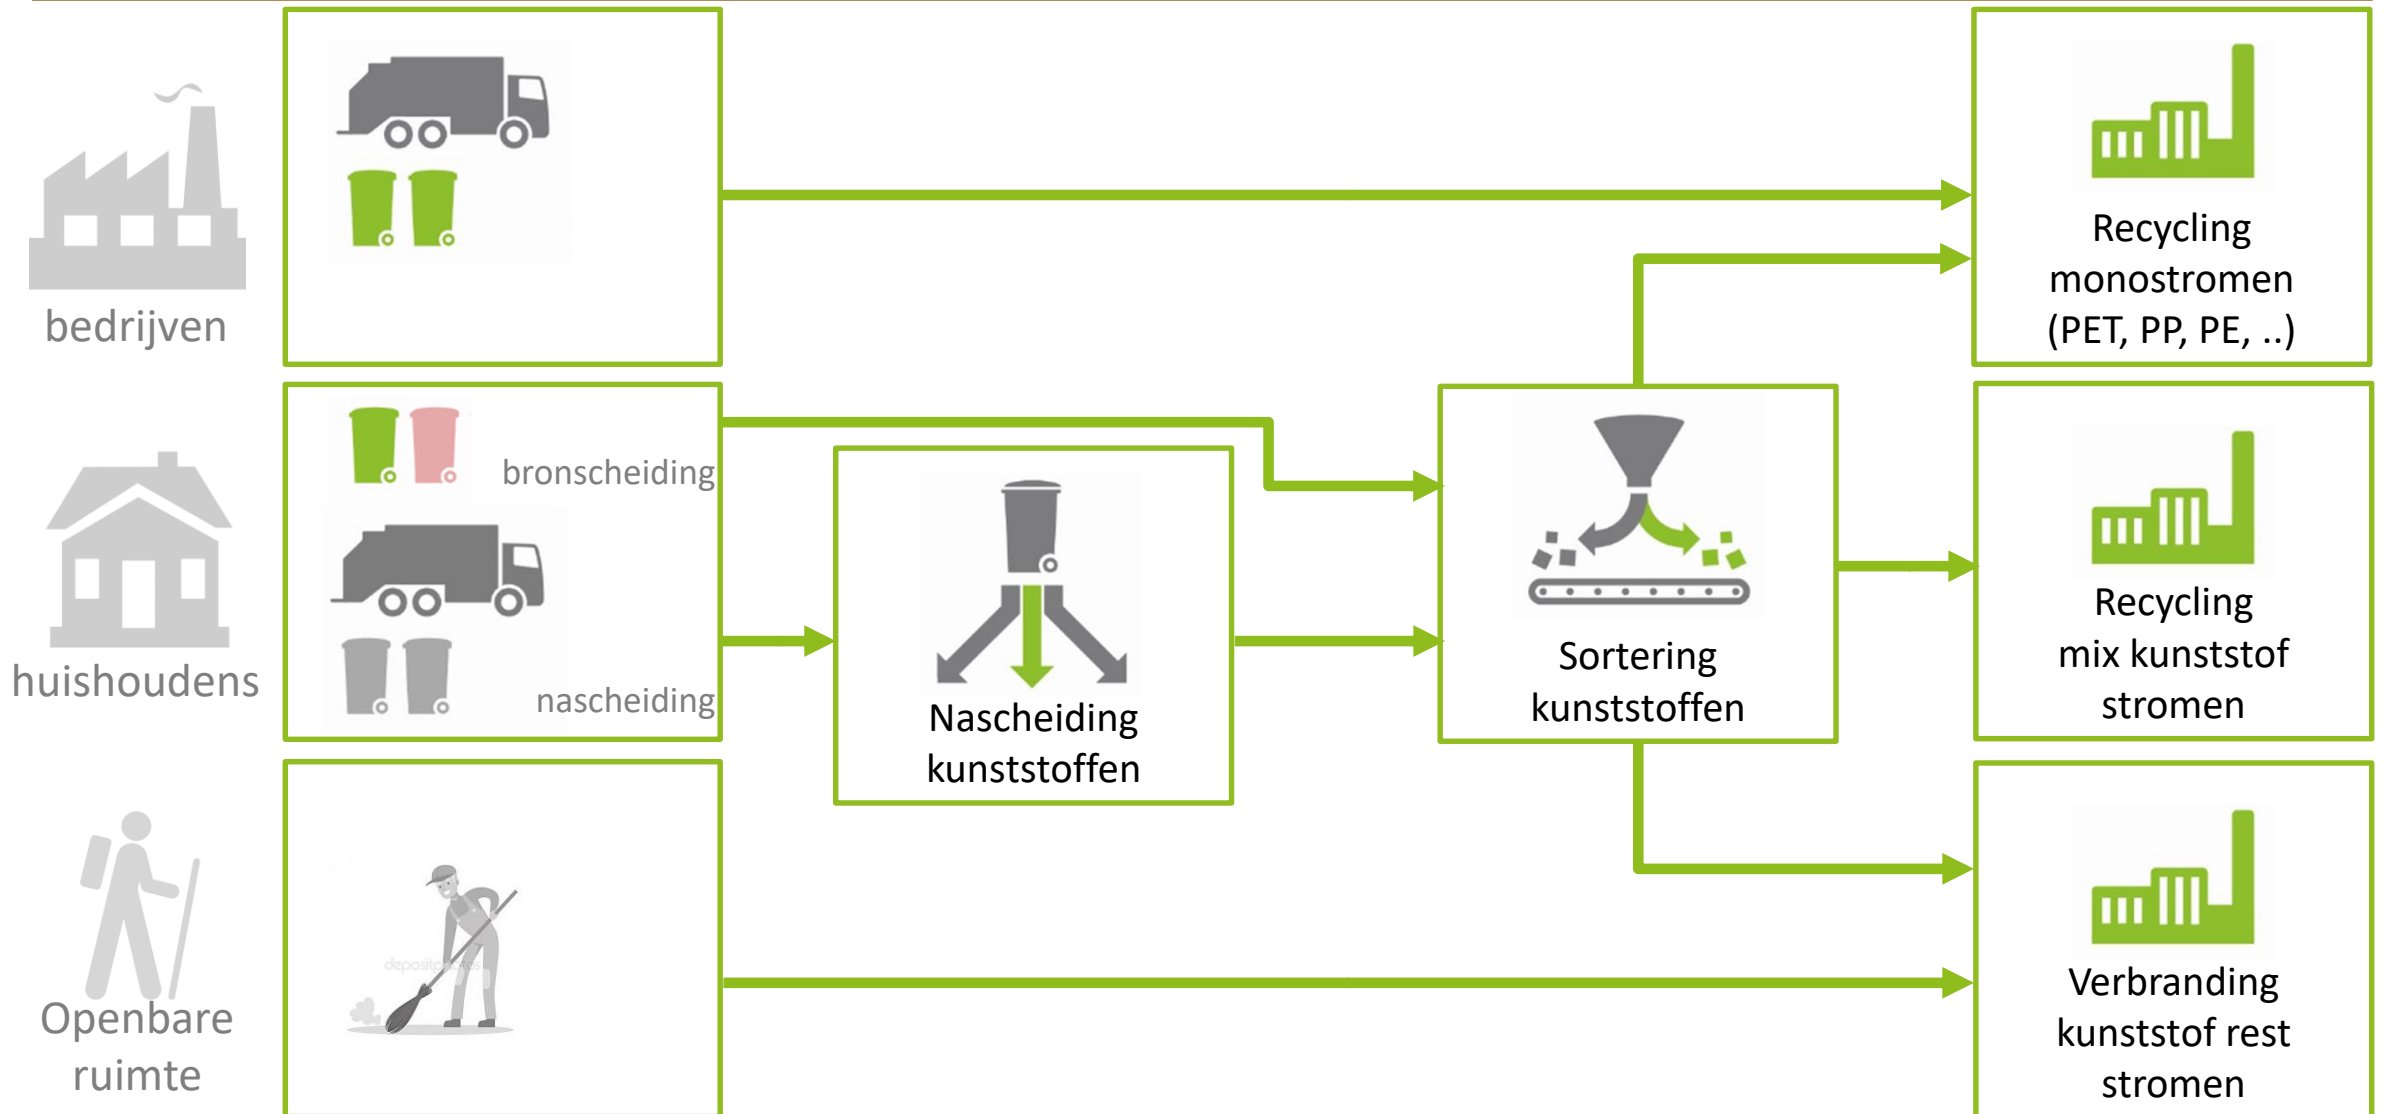 bedrijven
Recycling
monostromen
(PET, PP, PE, ..)
bronscheiding
nascheiding
huishoudens
Nascheiding
kunststoffen
Sortering
kunststoffen
Recycling
mix kunststof
stromen
depositphotos
Openbare
ruimte
Verbranding
kunststof rest
stromen